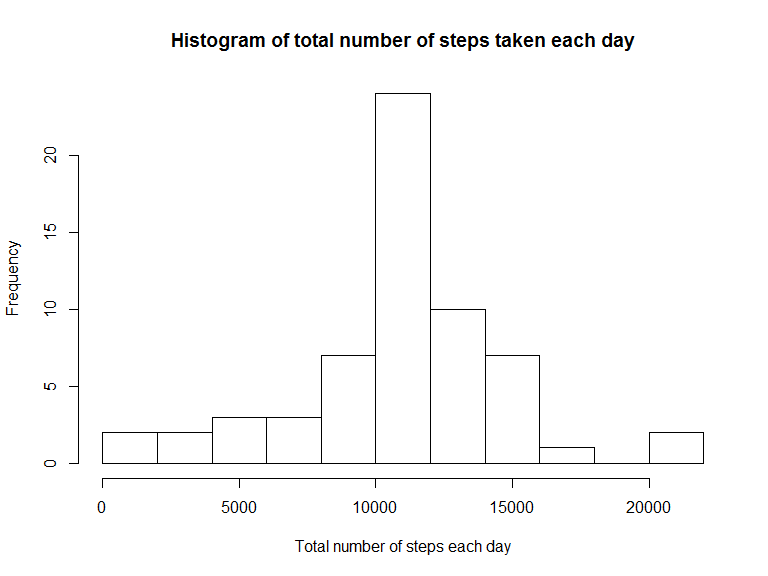 Histogram of total number of steps taken each day
Frequency
20
15
10
5
0
0 5000 10000 15000 20000
Total number of steps each day